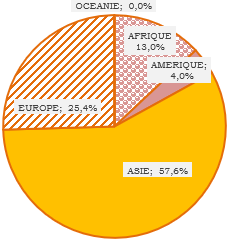 OCEANIE; 0,0%
AFRIQUE
13,0%
AMERIQUE;
4,0%
EUROPE; 25,4%
ASIE; 57,6%